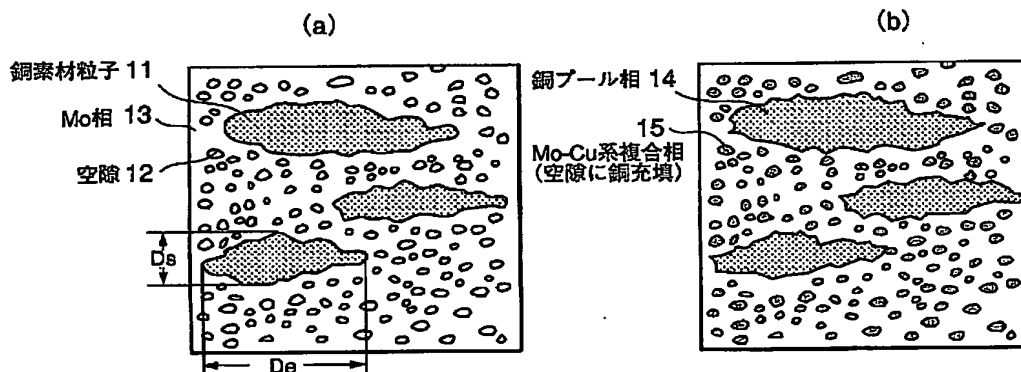 (a)
銅素材粒子 11
Mo相 13
空隙 12
Ds
De
(b)
銅プール相 14
15
Mo-Cu系複合相
(空隙に銅充填)